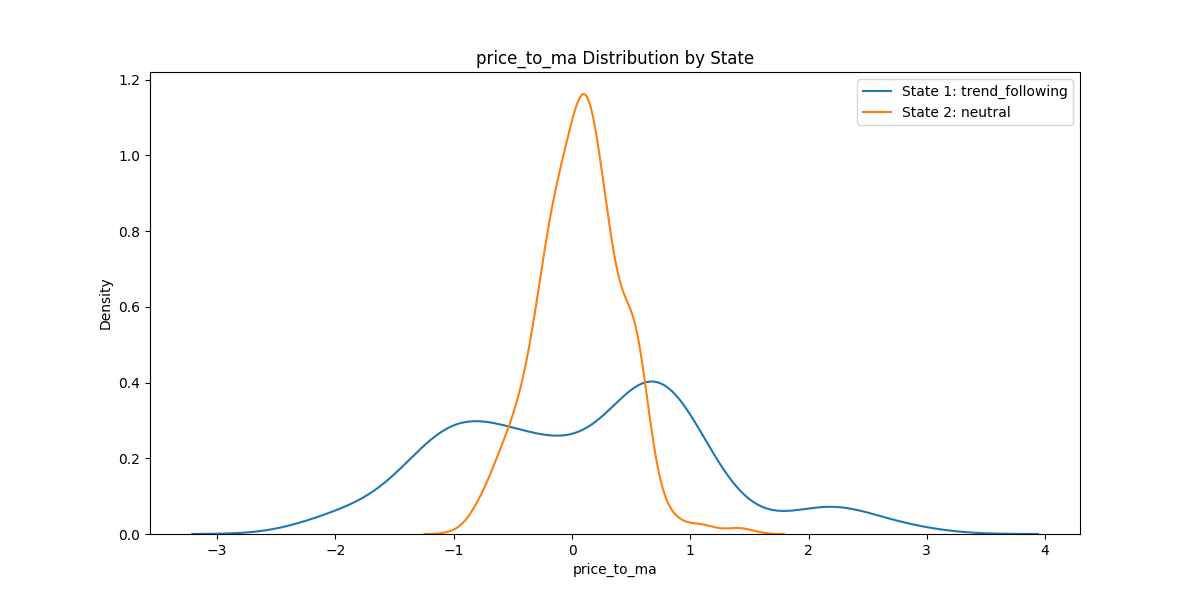 price_to_ma Distribution by State
State 1: trend_following
State 2: neutral
Density
1.2
1.0
0.8
0.6
0.4
0.2
0.0
−3 −2 −1 0 1 2 3 4
price_to_ma